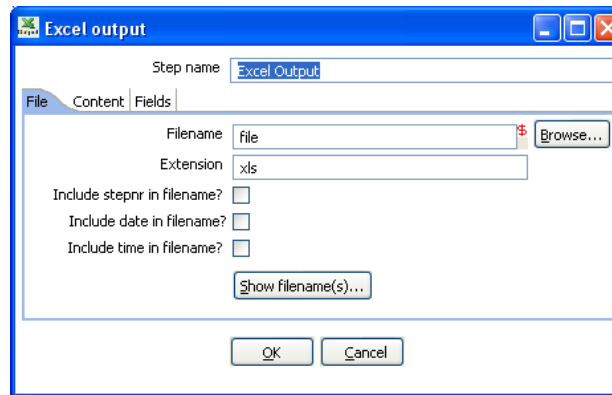 Excel output
Step name Excel Output
File Content Fields
Filename file $ Browse...
Extension xls
Include stepnr in filename?
Include date in filename?
Include time in filename?
Show filename(s)...
OK Cancel